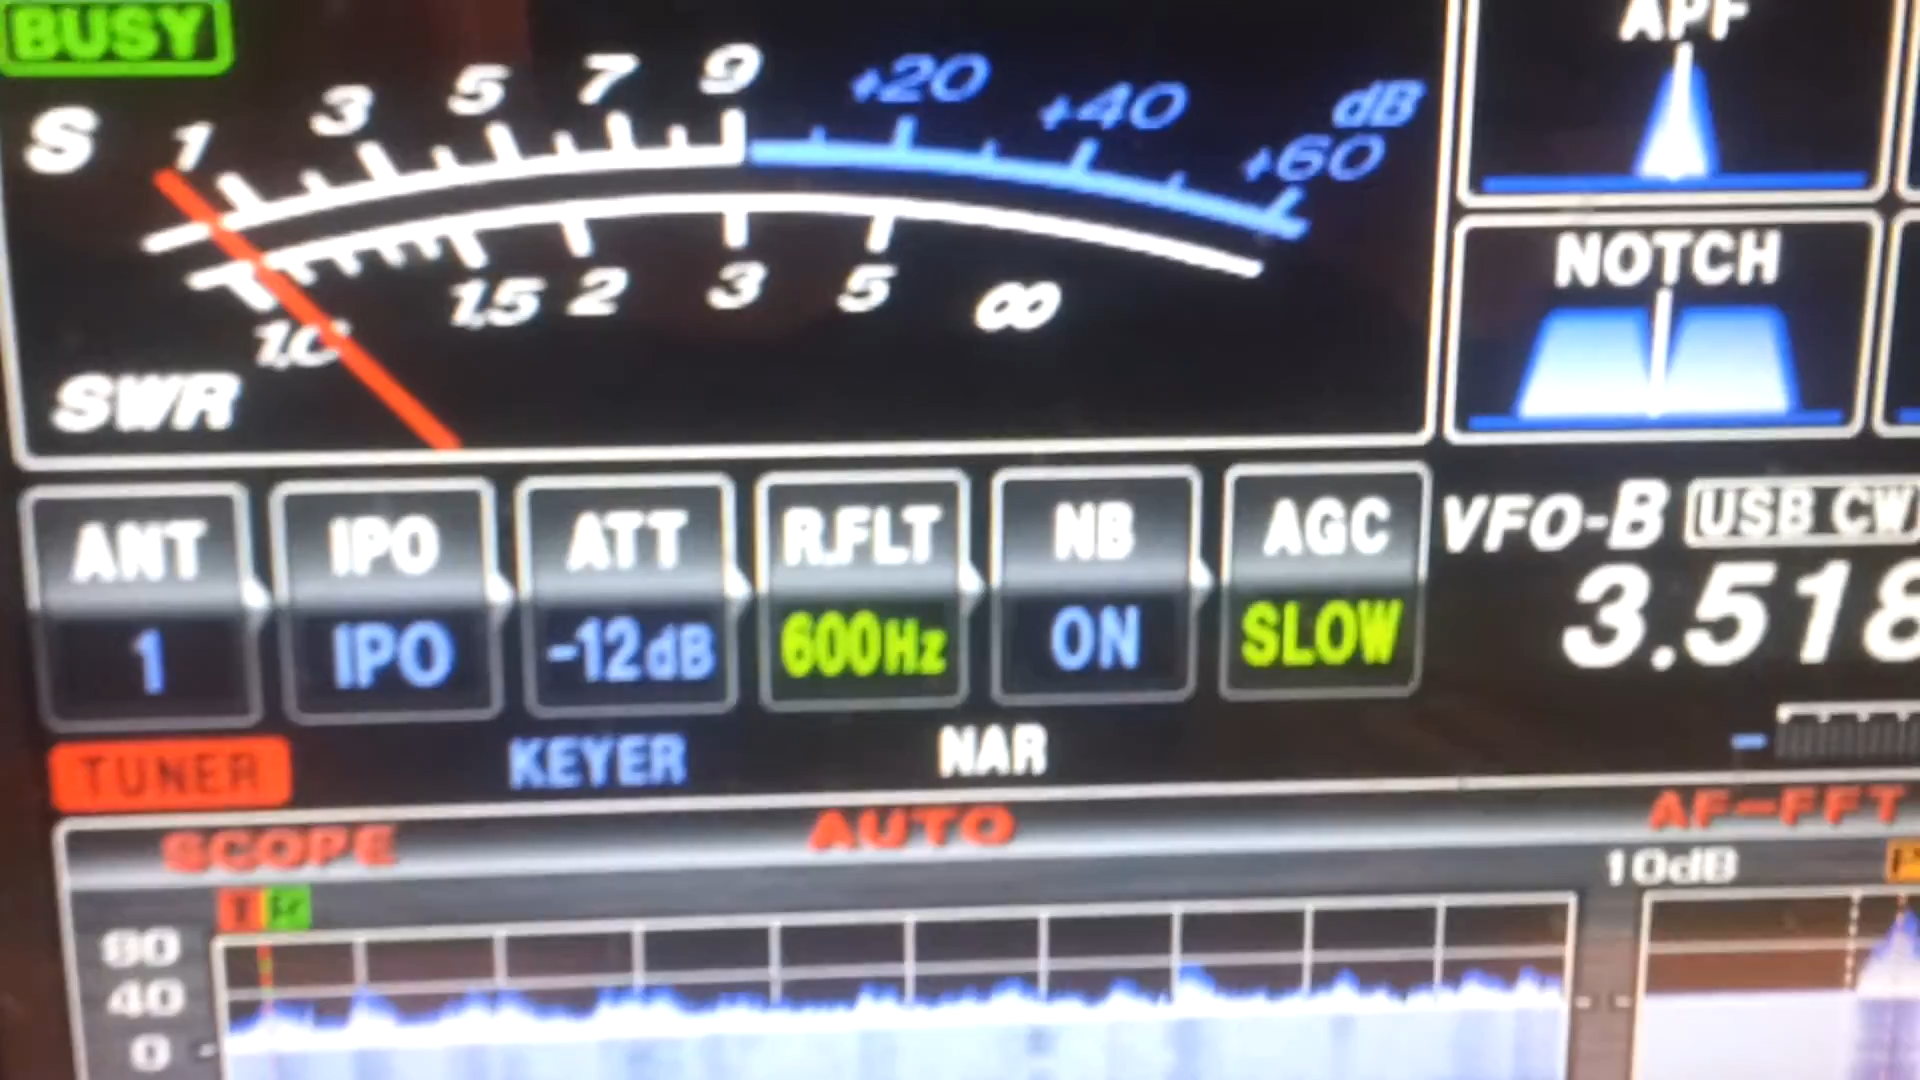 BUSY
S 1 3 5 7 9 +20 +40 +60 dB
1.0 1.5 2 3 5 ∞
SWR
APF
NOTCH
ANT IPO ATT R.FLT NB AGC
1 IPO -12dB 600Hz ON SLOW
VFO-B USB CW
3.518
TUNER KEYER NAR
SCOPE AUTO AF-FFT
10dB
T R
80
40
0